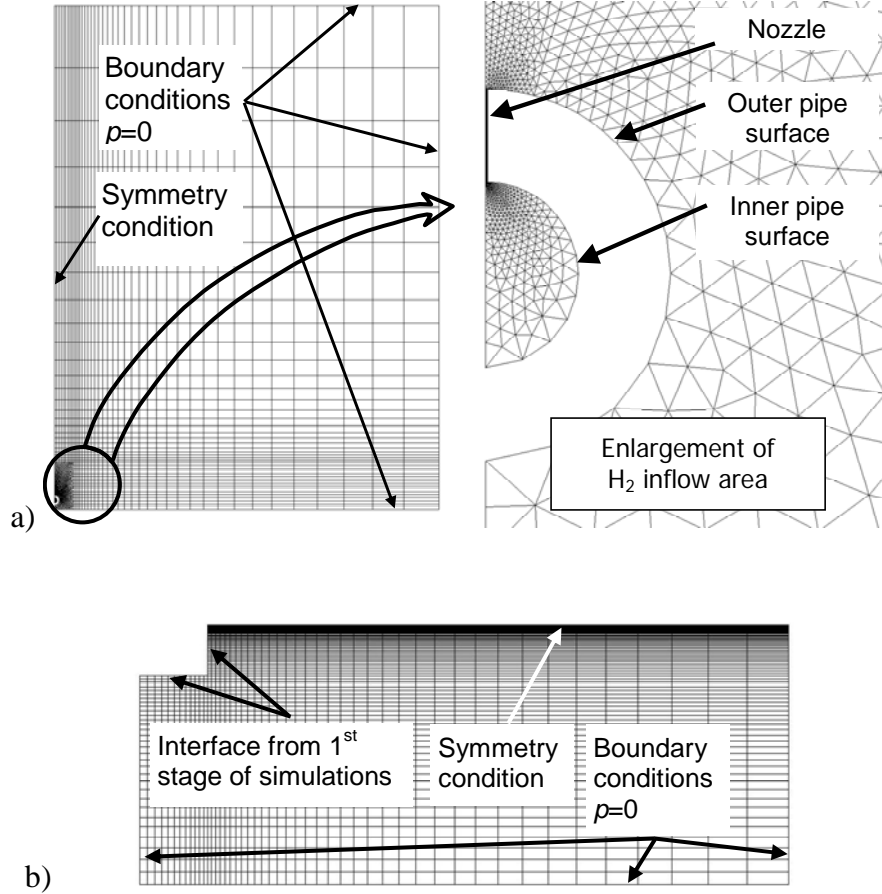 Boundary
conditions
p=0
Symmetry
condition
Nozzle
Outer pipe
surface
Inner pipe
surface
Enlargement of
H₂ inflow area
a)
Interface from 1ˢᵗ
stage of simulations
Symmetry
condition
Boundary
conditions
p=0
b)